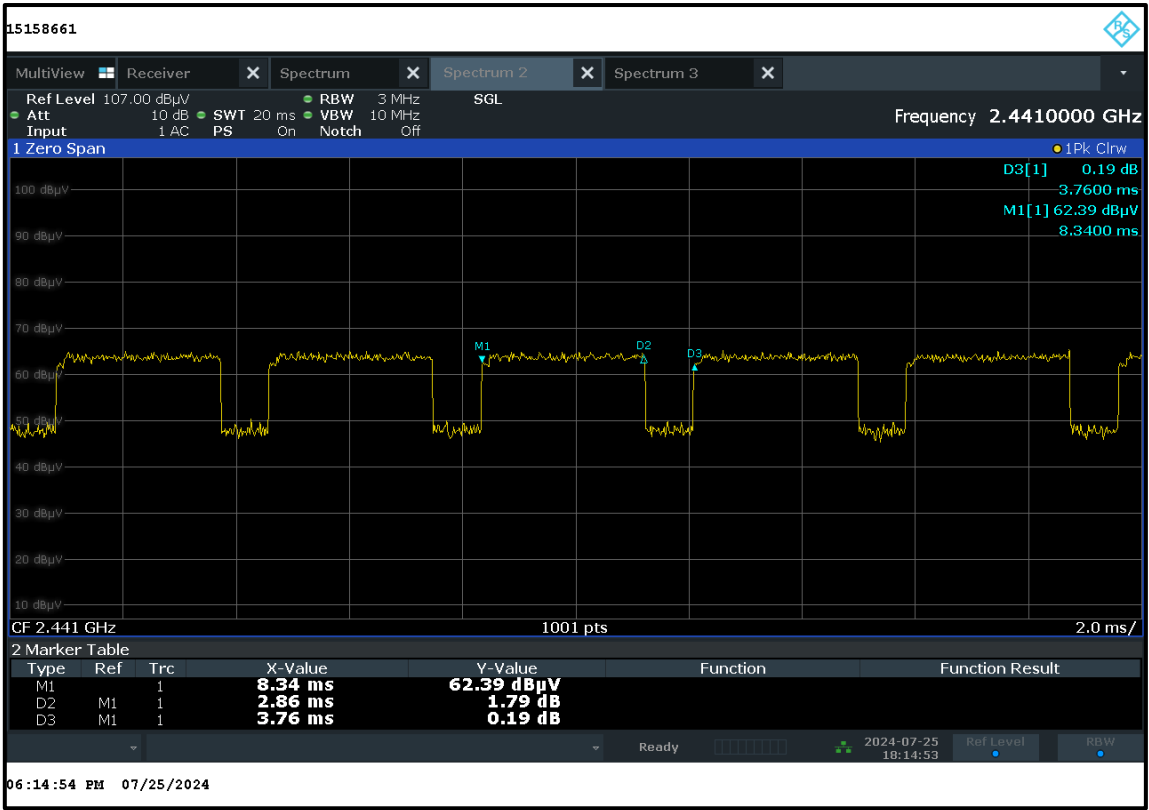 15158661
R&S
MultiView Receiver Spectrum Spectrum 2 Spectrum 3
Ref Level 107.00 dBµV RBW 3 MHz SGL
Att 10 dB SWT 20 ms VBW 10 MHz Frequency 2.4410000 GHz
Input 1 AC PS On Notch Off
1 Zero Span 1Pk Clrw
D3[1] 0.19 dB
3.7600 ms
M1[1] 62.39 dBµV
8.3400 ms
100 dBµV
90 dBµV
80 dBµV
70 dBµV
M1 D2 D3
60 dBµV
50 dBµV
40 dBµV
30 dBµV
20 dBµV
10 dBµV
CF 2.441 GHz 1001 pts 2.0 ms/
2 Marker Table
Type Ref Trc X-Value Y-Value Function Function Result
M1 1 8.34 ms 62.39 dBµV
D2 M1 1 2.86 ms 1.79 dB
D3 M1 1 3.76 ms 0.19 dB
Ready 2024-07-25 Ref Level RBW
18:14:53
06:14:54 PM 07/25/2024